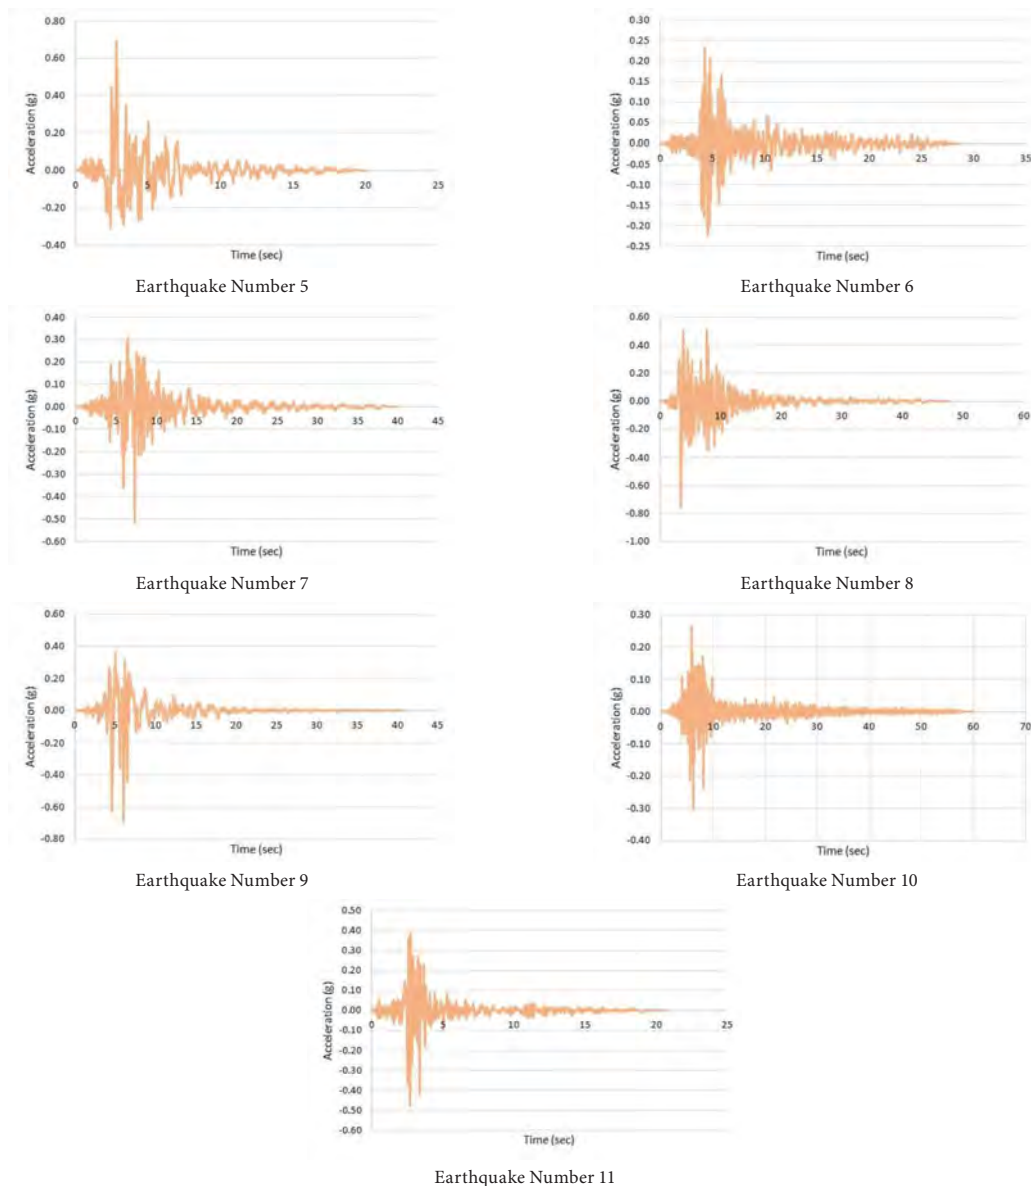 0.80
0.60
0.40
0.20
0.00
-0.20
-0.40
0 5 10 15 20 25
Acceleration (g)
Time (sec)
Earthquake Number 5
0.30
0.25
0.20
0.15
0.10
0.05
0.00
-0.05
-0.10
-0.15
-0.20
-0.25
0 5 10 15 20 25 30 35
Acceleration (g)
Time (sec)
Earthquake Number 6
0.40
0.30
0.20
0.10
0.00
-0.10
-0.20
-0.30
-0.40
-0.50
-0.60
0 5 10 15 20 25 30 35 40 45
Acceleration (g)
Time (sec)
Earthquake Number 7
0.60
0.40
0.20
0.00
-0.20
-0.40
-0.60
-0.80
-1.00
0 10 20 30 40 50 60
Acceleration (g)
Time (sec)
Earthquake Number 8
0.60
0.40
0.20
0.00
-0.20
-0.40
-0.60
-0.80
0 5 10 15 20 25 30 35 40 45
Acceleration (g)
Time (sec)
Earthquake Number 9
0.30
0.20
0.10
0.00
-0.10
-0.20
-0.30
-0.40
0 10 20 30 40 50 60 70
Acceleration (g)
Time (sec)
Earthquake Number 10
0.50
0.40
0.30
0.20
0.10
0.00
-0.10
-0.20
-0.30
-0.40
-0.50
-0.60
0 5 10 15 20 25
Acceleration (g)
Time (sec)
Earthquake Number 11